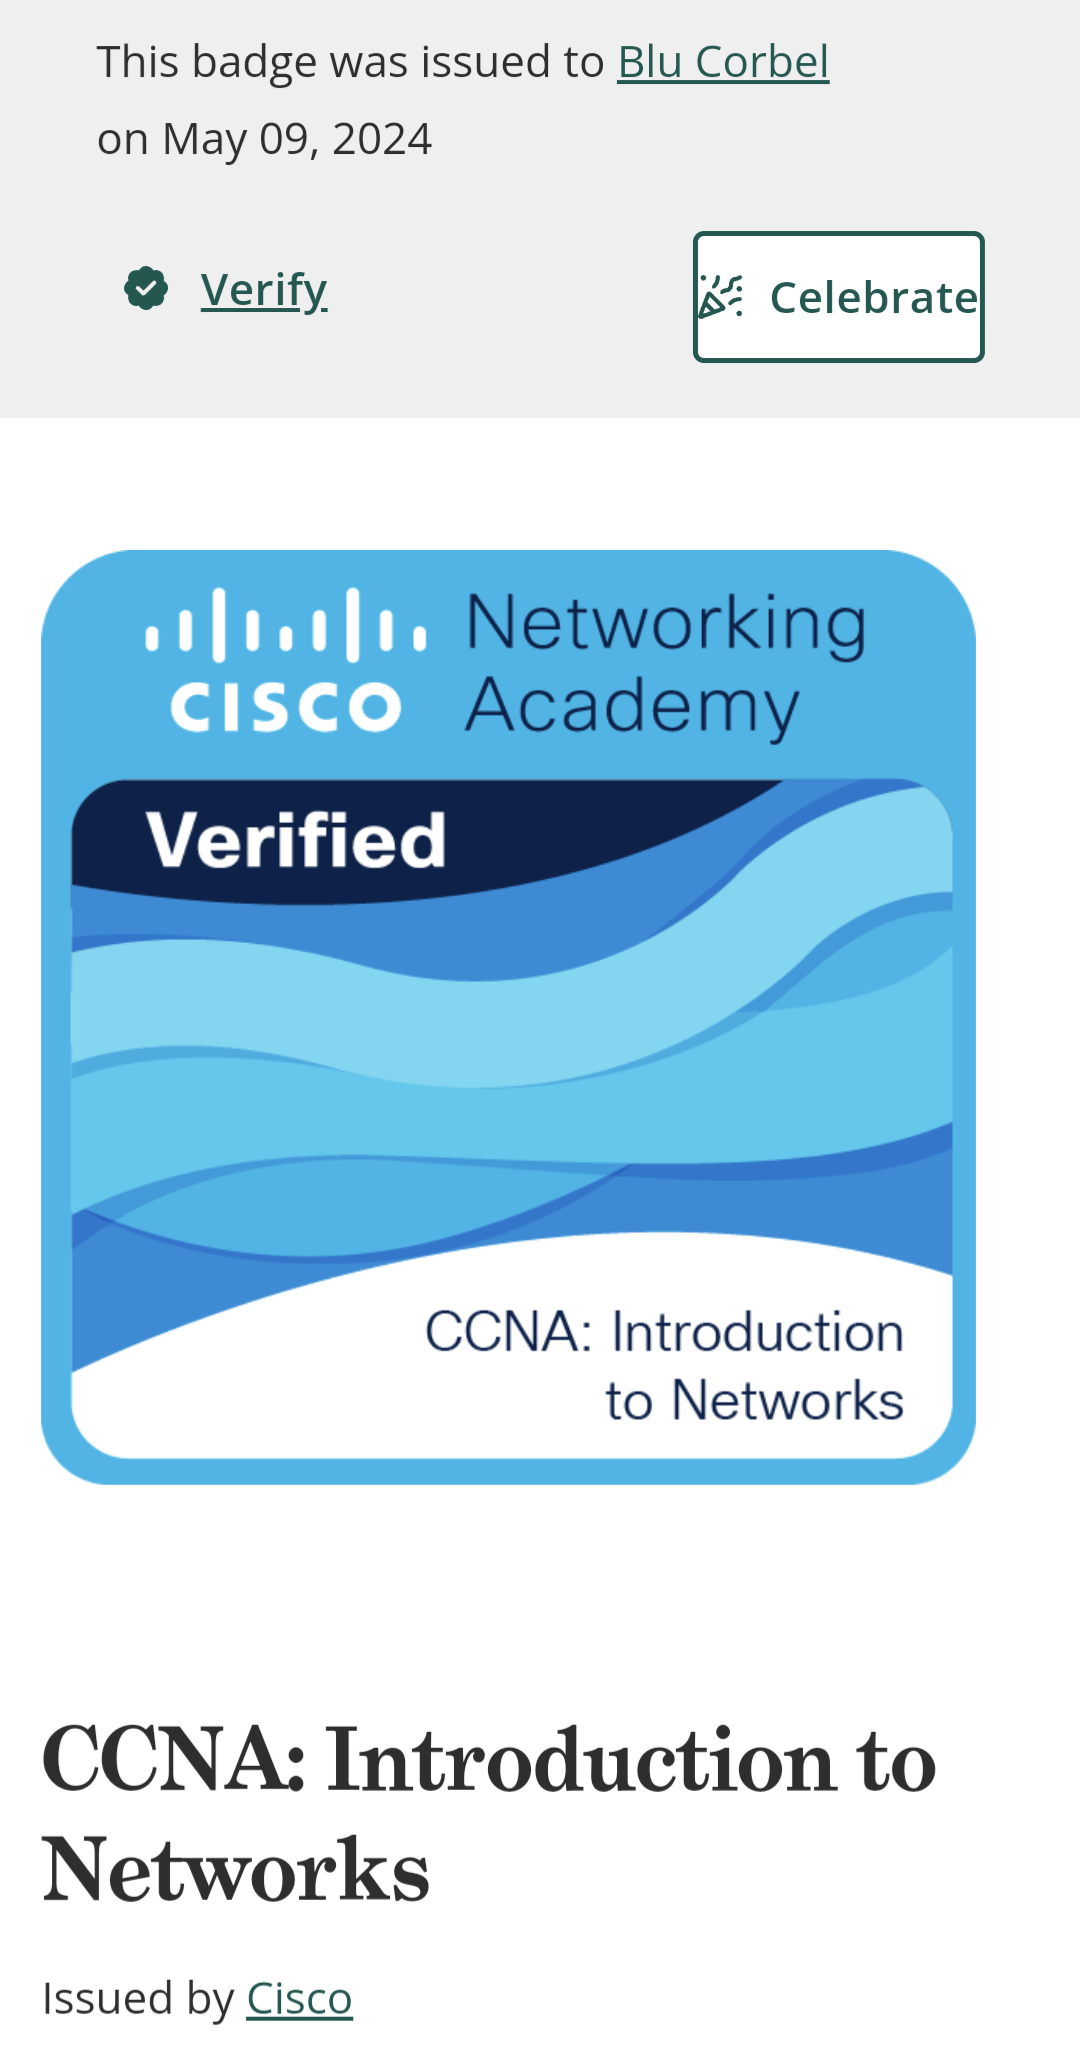 This badge was issued to Blu Corbel
on May 09, 2024
Verify
Celebrate
CISCO
Networking
Academy
Verified
CCNA: Introduction
to Networks
CCNA: Introduction to
Networks
Issued by Cisco